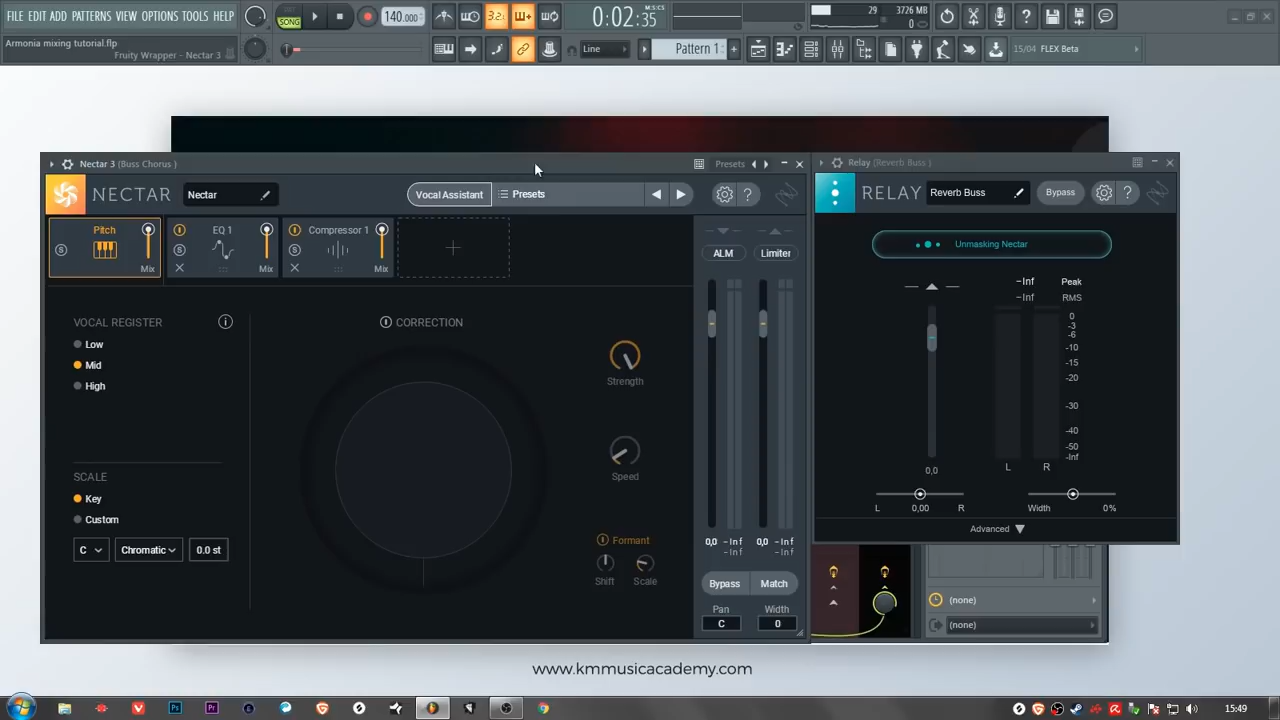 FILE EDIT ADD PATTERNS VIEW OPTIONS TOOLS HELP
PAT
SONG
140.000
3.2.
0:02:35
M:S:CS
29
3726 MB
0
Armonia mixing tutorial.flp
Fruity Wrapper - Nectar 3
Line
Pattern 1
15/04 FLEX Beta
Nectar 3 (Buss Chorus)
Presets
Relay (Reverb Buss)
NECTAR
Nectar
Vocal Assistant
Presets
?
RELAY
Reverb Buss
Bypass
?
Pitch
Mix
EQ 1
Mix
Compressor 1
Mix
ALM
Limiter
Unmasking Nectar
VOCAL REGISTER
Low
Mid
High
CORRECTION
Strength
Speed
SCALE
Key
Custom
C
Chromatic
0.0 st
Formant
Shift
Scale
0,0
-Inf
-Inf
0,0
-Inf
-Inf
Bypass
Match
Pan
Width
C
0
-Inf
Peak
-Inf
RMS
0
-3
-6
-10
-15
-20
-30
-40
-50
-Inf
0,0
L
R
L
0,00
R
Width
0%
Advanced
(none)
(none)
www.kmmusicacademy.com
15:49